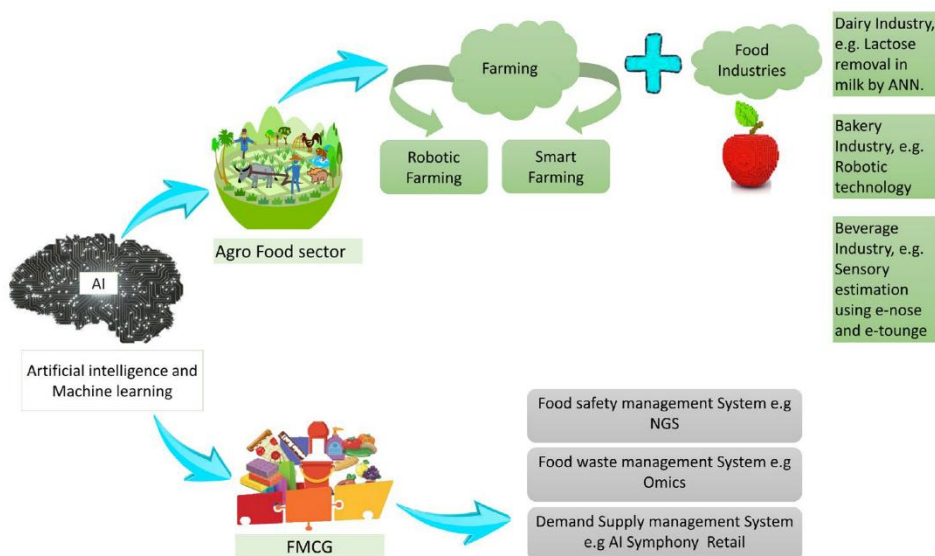 Farming
Food
Industries
Dairy Industry,
e.g. Lactose
removal in
milk by ANN.
Robotic
Farming
Smart
Farming
Bakery
Industry, e.g.
Robotic
technology
Agro Food sector
Beverage
Industry, e.g.
Sensory
estimation
using e-nose
and e-tounge
AI
Artificial intelligence and
Machine learning
Food safety management System e.g
NGS
Food waste management System e.g
Omics
Demand Supply management System
e.g AI Symphony Retail
FMCG